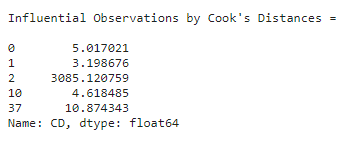 Influential Observations by Cook's Distances =
0 5.017021
1 3.198676
2 3085.120759
10 4.618485
37 10.874343
Name: CD, dtype: float64